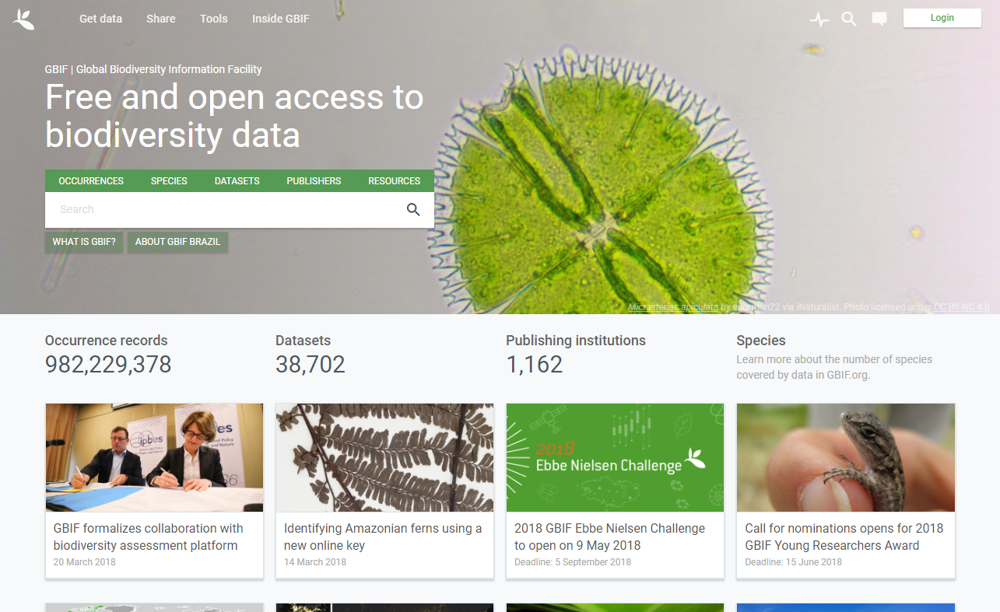 Get data Share Tools Inside GBIF Login
GBIF | Global Biodiversity Information Facility
Free and open access to
biodiversity data
OCCURRENCES SPECIES DATASETS PUBLISHERS RESOURCES
Search
WHAT IS GBIF? ABOUT GBIF BRAZIL
Micrasterias apiculata by via iNaturalist. Photo licensed under CC BY-NC 4.0
Occurrence records
982,229,378
Datasets
38,702
Publishing institutions
1,162
Species
Learn more about the number of species
covered by data in GBIF.org.
ipbes
GBIF formalizes collaboration with
biodiversity assessment platform
20 March 2018
Identifying Amazonian ferns using a
new online key
14 March 2018
2018
Ebbe Nielsen Challenge
2018 GBIF Ebbe Nielsen Challenge
to open on 9 May 2018
Deadline: 5 September 2018
Call for nominations opens for 2018
GBIF Young Researchers Award
Deadline: 15 June 2018